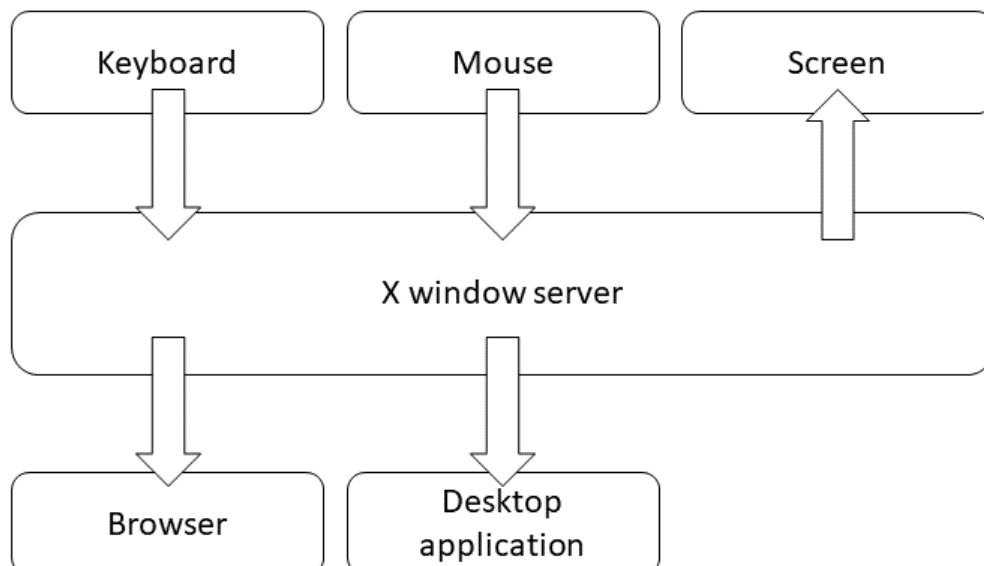 Keyboard
Mouse
Screen
X window server
Browser
Desktop
application